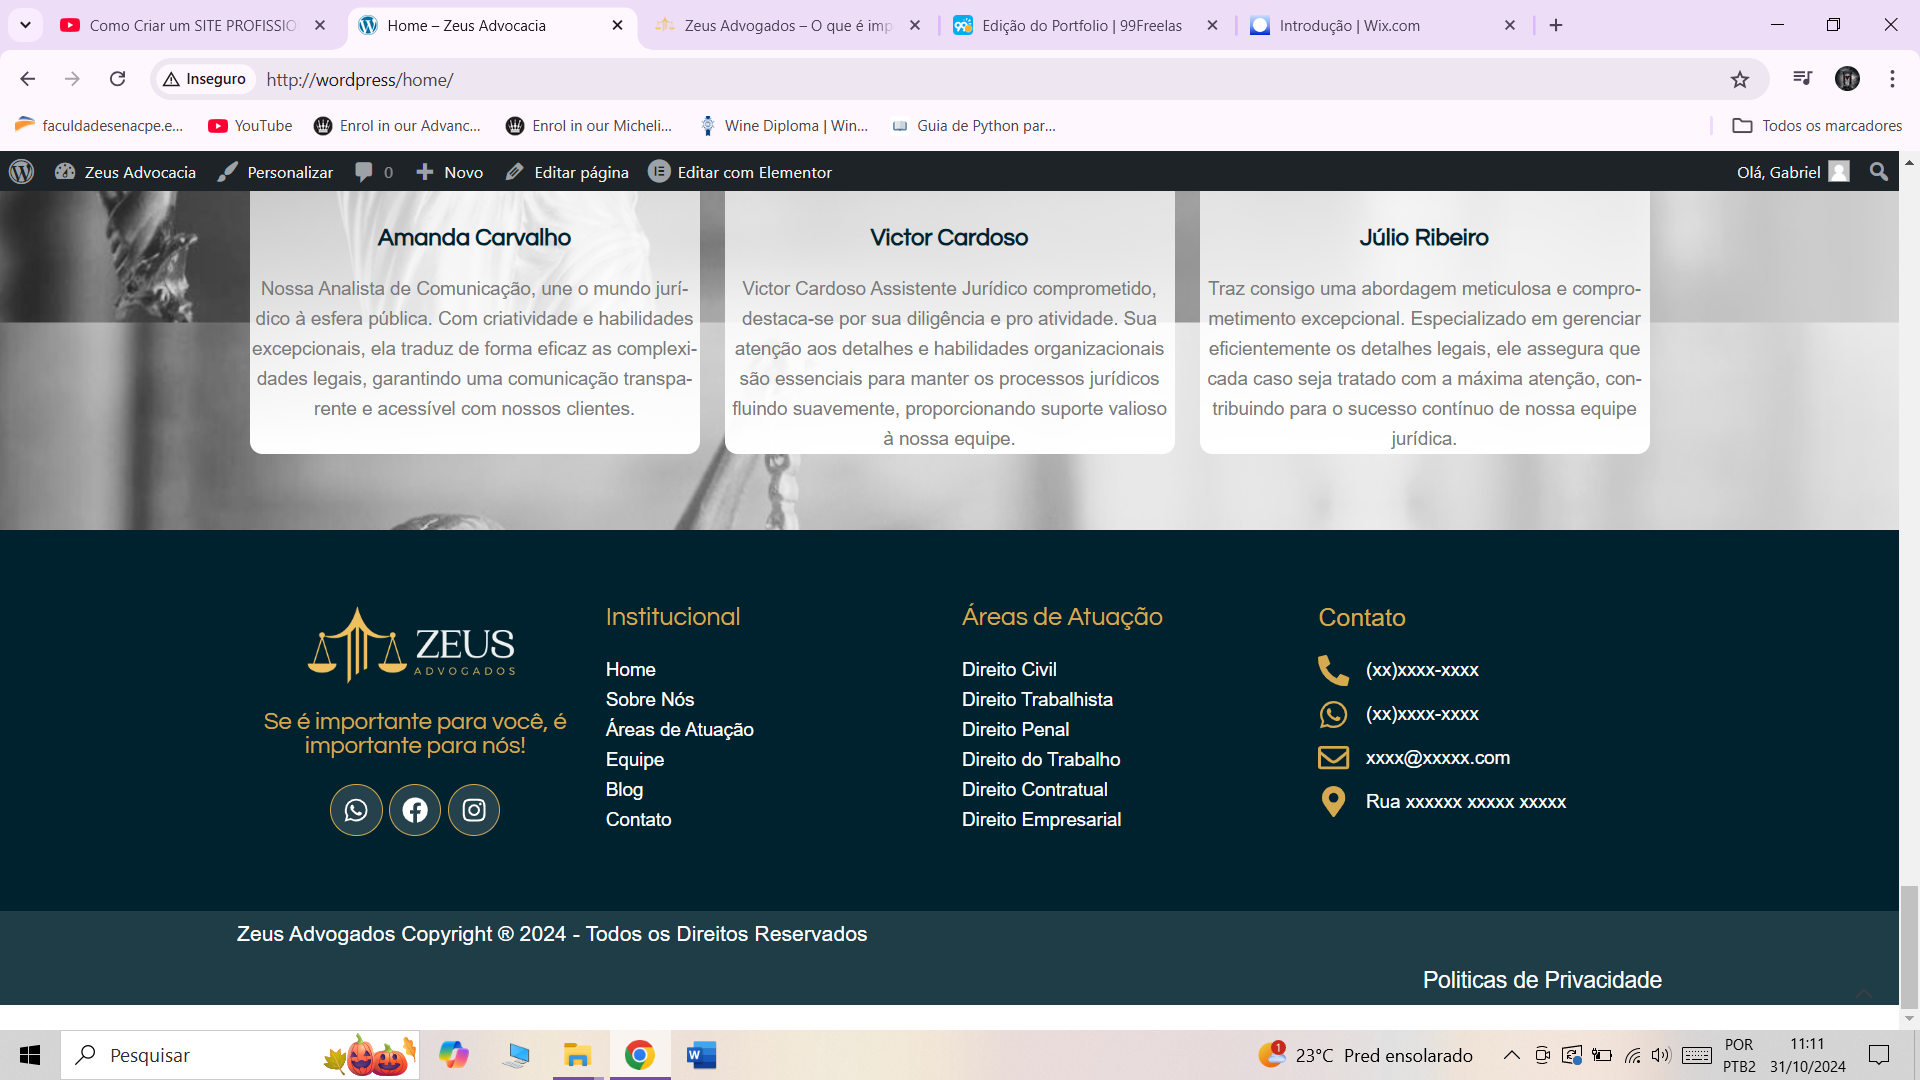 Como Criar um SITE PROFISSIO
Home – Zeus Advocacia
Zeus Advogados – O que é imp
Edição do Portfolio | 99Freelas
Introdução | Wix.com
Inseguro
http://wordpress/home/
faculdadesenacpe.e...
YouTube
Enrol in our Advanc...
Enrol in our Micheli...
Wine Diploma | Win...
Guia de Python par...
Todos os marcadores
Zeus Advocacia
Personalizar
0
Novo
Editar página
Editar com Elementor
Olá, Gabriel
Amanda Carvalho
Nossa Analista de Comunicação, une o mundo jurí-
dico à esfera pública. Com criatividade e habilidades
excepcionais, ela traduz de forma eficaz as complexi-
dades legais, garantindo uma comunicação transpa-
rente e acessível com nossos clientes.
Victor Cardoso
Victor Cardoso Assistente Jurídico comprometido,
destaca-se por sua diligência e pro atividade. Sua
atenção aos detalhes e habilidades organizacionais
são essenciais para manter os processos jurídicos
fluindo suavemente, proporcionando suporte valioso
à nossa equipe.
Júlio Ribeiro
Traz consigo uma abordagem meticulosa e compro-
metimento excepcional. Especializado em gerenciar
eficientemente os detalhes legais, ele assegura que
cada caso seja tratado com a máxima atenção, con-
tribuindo para o sucesso contínuo de nossa equipe
jurídica.
ZEUS
ADVOGADOS
Se é importante para você, é
importante para nós!
Institucional
Home
Sobre Nós
Áreas de Atuação
Equipe
Blog
Contato
Áreas de Atuação
Direito Civil
Direito Trabalhista
Direito Penal
Direito do Trabalho
Direito Contratual
Direito Empresarial
Contato
(xx)xxxx-xxxx
(xx)xxxx-xxxx
xxxx@xxxxx.com
Rua xxxxxx xxxxx xxxxx
Zeus Advogados Copyright ® 2024 - Todos os Direitos Reservados
Politicas de Privacidade
Pesquisar
1
23°C Pred ensolarado
POR
PTB2
11:11
31/10/2024